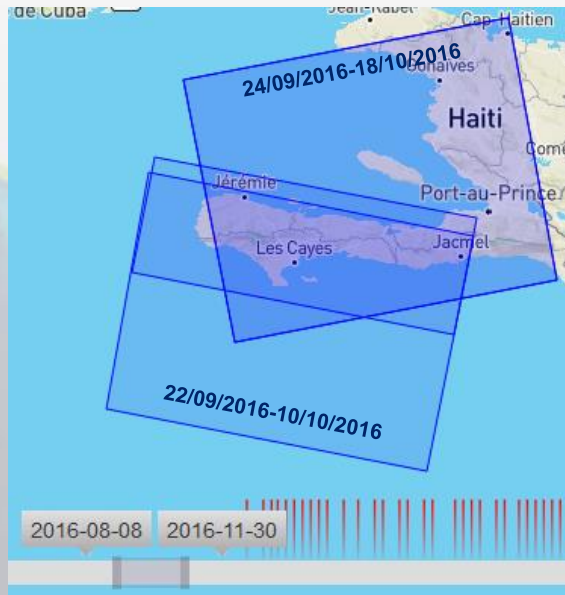 de Cuba
Jean-Rabel
Cap-Haïtien
24/09/2016-18/10/2016
Gonaïves
Haiti
Port-au-Prince
Jérémie
Les Cayes
Jacmel
22/09/2016-10/10/2016
2016-08-08
2016-11-30